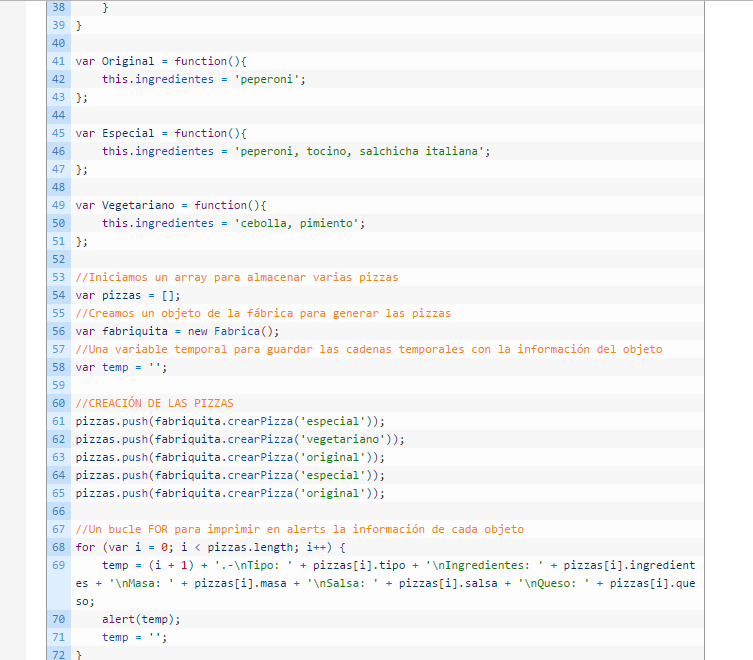 38 }
39 }
40
41 var Original = function(){
42 this.ingredientes = 'peperoni';
43 };
44
45 var Especial = function(){
46 this.ingredientes = 'peperoni, tocino, salchicha italiana';
47 };
48
49 var Vegetariano = function(){
50 this.ingredientes = 'cebolla, pimiento';
51 };
52
53 //Iniciamos un array para almacenar varias pizzas
54 var pizzas = [];
55 //Creamos un objeto de la fábrica para generar las pizzas
56 var fabriquita = new Fabrica();
57 //Una variable temporal para guardar las cadenas temporales con la información del objeto
58 var temp = '';
59
60 //CREACIÓN DE LAS PIZZAS
61 pizzas.push(fabriquita.crearPizza('especial'));
62 pizzas.push(fabriquita.crearPizza('vegetariano'));
63 pizzas.push(fabriquita.crearPizza('original'));
64 pizzas.push(fabriquita.crearPizza('especial'));
65 pizzas.push(fabriquita.crearPizza('original'));
66
67 //Un bucle FOR para imprimir en alerts la información de cada objeto
68 for (var i = 0; i < pizzas.length; i++) {
69 temp = (i + 1) + '.-\nTipo: ' + pizzas[i].tipo + '\nIngredientes: ' + pizzas[i].ingredient
es + '\nMasa: ' + pizzas[i].masa + '\nSalsa: ' + pizzas[i].salsa + '\nQueso: ' + pizzas[i].que
so;
70 alert(temp);
71 temp = '';
72 }